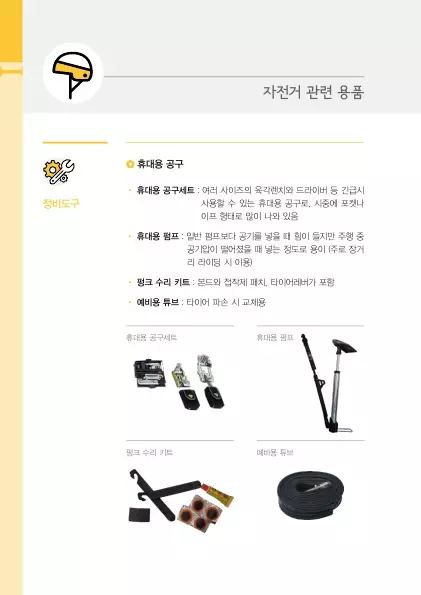 자전거 관련 용품
정비도구
휴대용 공구
· 휴대용 공구세트 : 여러 사이즈의 육각렌치와 드라이버 등 긴급시
사용할 수 있는 휴대용 공구로, 시중에 포켓나
이프 형태로 많이 나와 있음
· 휴대용 펌프 : 일반 펌프보다 공기를 넣을 때 힘이 들지만 주행 중
공기압이 떨어졌을 때 넣는 정도로 용이 (주로 장거
리 라이딩 시 이용)
· 펑크 수리 키트 : 본드와 접착제 패치, 타이어레버가 포함
· 예비용 튜브 : 타이어 파손 시 교체용
휴대용 공구세트
휴대용 펌프
펑크 수리 키트
예비용 튜브